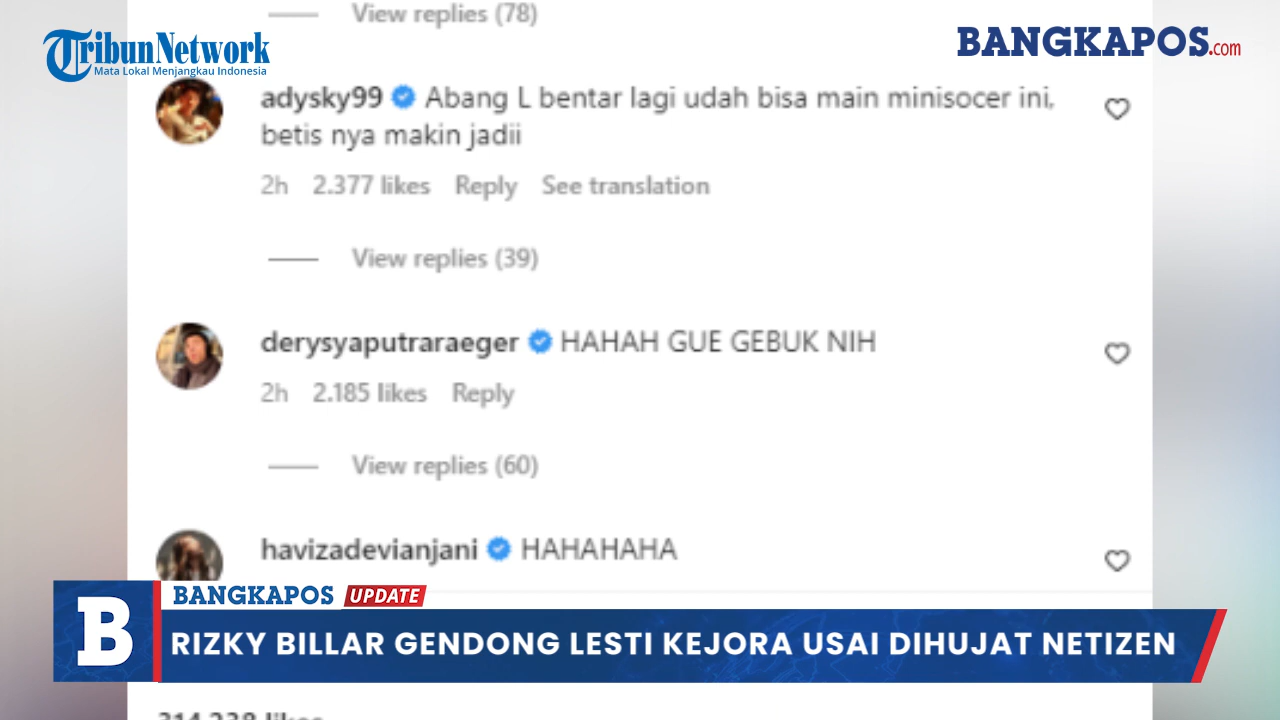 View replies (78)
TribunNetwork
Mata Lokal Menjangkau Indonesia
BANGKAPOS.com
adysky99 Abang L bentar lagi udah bisa main minisocer ini,
betis nya makin jadii
2h 2.377 likes Reply See translation
View replies (39)
derysyaputraraeger HAHAH GUE GEBUK NIH
2h 2.185 likes Reply
View replies (60)
havizadevianjani HAHAHAHA
B
BANGKAPOS UPDATE
RIZKY BILLAR GENDONG LESTI KEJORA USAI DIHUJAT NETIZEN
314.238 likes